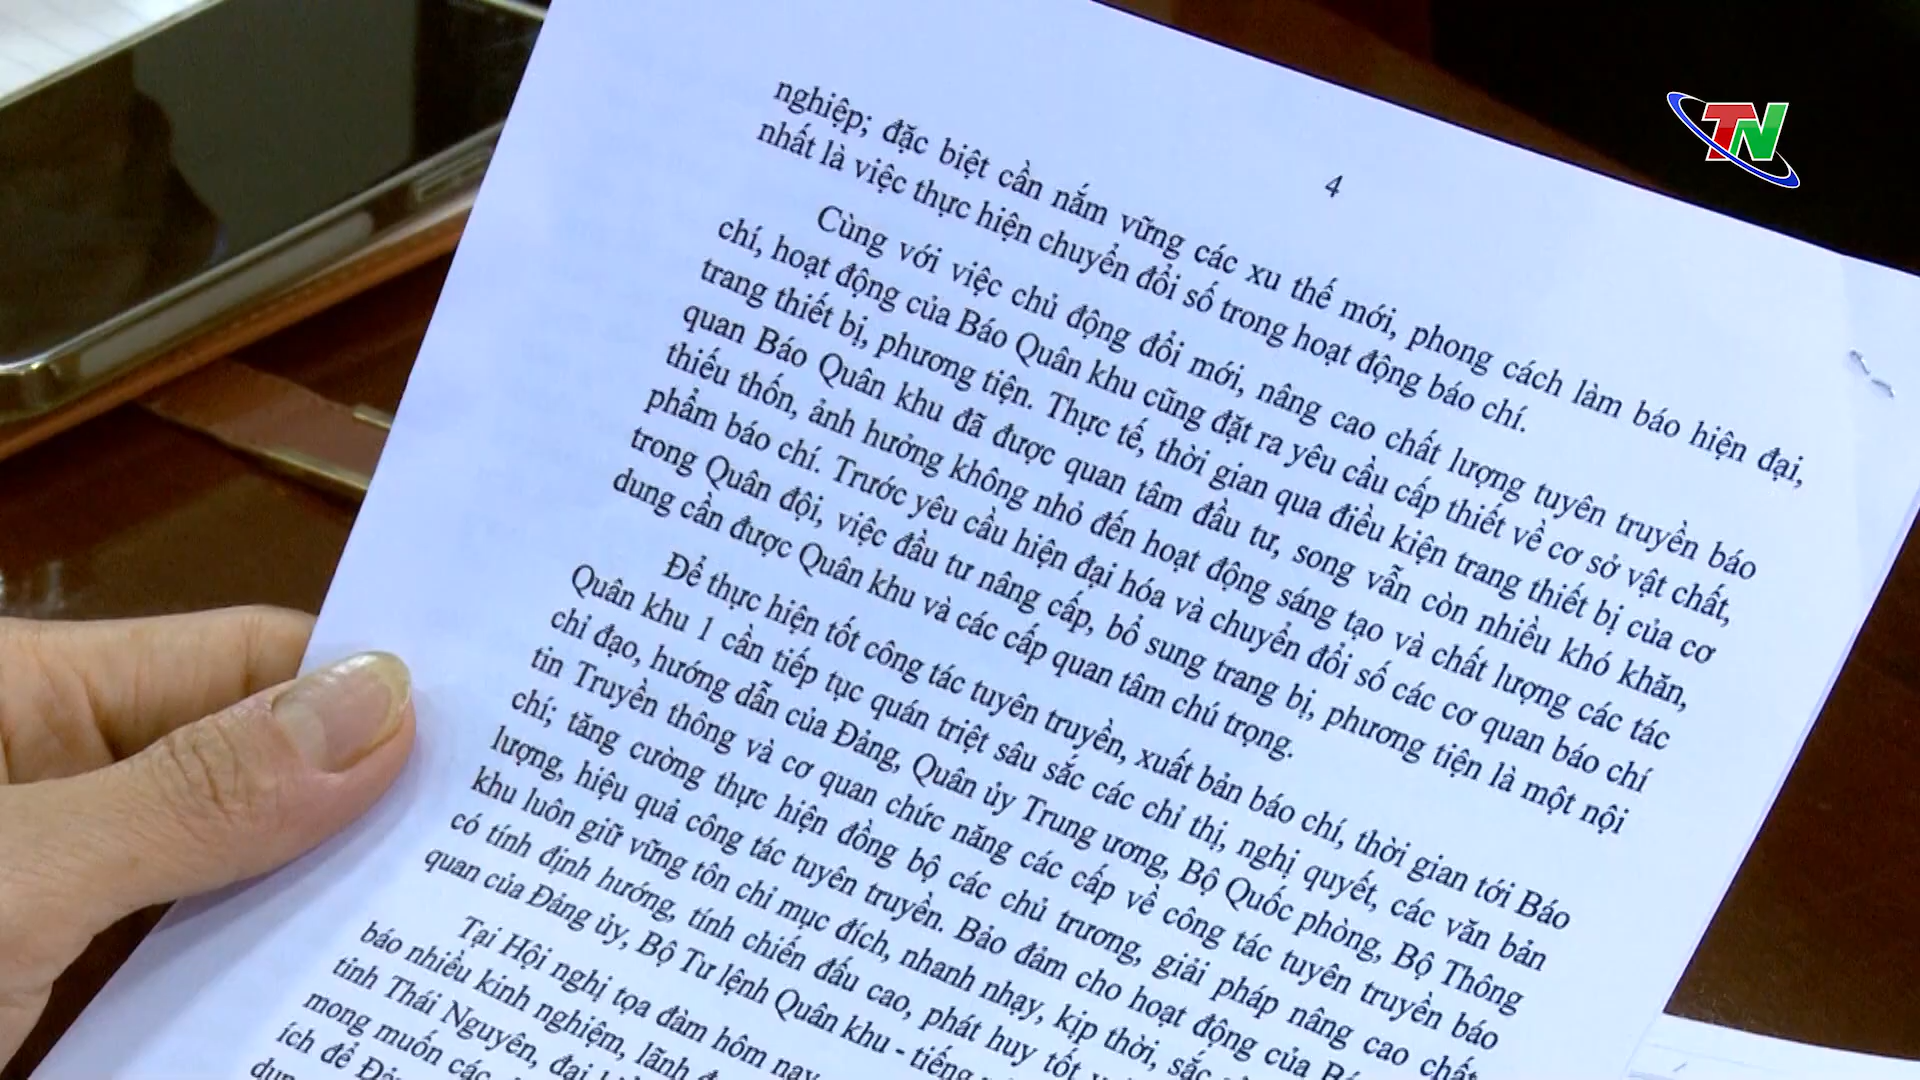 TN
4
nghiệp; đặc biệt cần nắm vững các xu thế mới, phong cách làm báo hiện đại,
nhất là việc thực hiện chuyển đổi số trong hoạt động báo chí.
Cùng với việc chủ động đổi mới, nâng cao chất lượng tuyên truyền báo
chí, hoạt động của Báo Quân khu cũng đặt ra yêu cầu cấp thiết về cơ sở vật chất,
trang thiết bị, phương tiện. Thực tế, thời gian qua điều kiện trang thiết bị của cơ
quan Báo Quân khu đã được quan tâm đầu tư, song vẫn còn nhiều khó khăn,
thiếu thốn, ảnh hưởng không nhỏ đến hoạt động sáng tạo và chất lượng các tác
phẩm báo chí. Trước yêu cầu hiện đại hóa và chuyển đổi số các cơ quan báo chí
trong Quân đội, việc đầu tư nâng cấp, bổ sung trang bị, phương tiện là một nội
dung cần được Quân khu và các cấp quan tâm chú trọng.
Để thực hiện tốt công tác tuyên truyền, xuất bản báo chí, thời gian tới Báo
Quân khu 1 cần tiếp tục quán triệt sâu sắc các chỉ thị, nghị quyết, các văn bản
chỉ đạo, hướng dẫn của Đảng, Quân ủy Trung ương, Bộ Quốc phòng, Bộ Thông
tin Truyền thông và cơ quan chức năng các cấp về công tác tuyên truyền báo
chí; tăng cường thực hiện đồng bộ các chủ trương, giải pháp nâng cao chất
lượng, hiệu quả công tác tuyên truyền. Bảo đảm cho hoạt động của
khu luôn giữ vững tôn chỉ mục đích, nhanh nhạy, kịp thời, sắc
có tính định hướng, tính chiến đấu cao, phát huy tốt
quan của Đảng ủy, Bộ Tư lệnh Quân khu - tiếng
Tại Hội nghị tọa đàm hôm nay
báo nhiều kinh nghiệm, lãnh
tỉnh Thái Nguyên, đại
mong muốn các
ích để